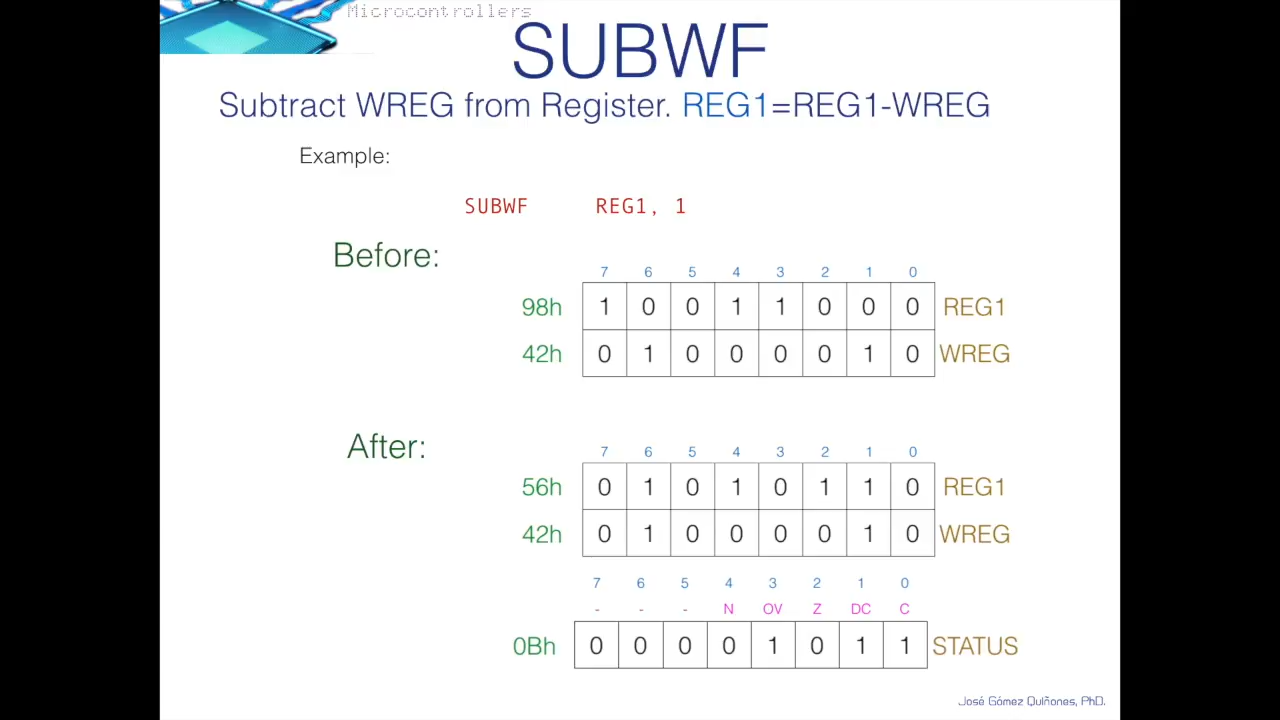 Microcontrollers
SUBWF
Subtract WREG from Register. REG1=REG1-WREG
Example:
SUBWF REG1, 1
Before:
7 6 5 4 3 2 1 0
98h 1 0 0 1 1 0 0 0 REG1
42h 0 1 0 0 0 0 1 0 WREG
After:
7 6 5 4 3 2 1 0
56h 0 1 0 1 0 1 1 0 REG1
42h 0 1 0 0 0 0 1 0 WREG
7 6 5 4 3 2 1 0
- - - N OV Z DC C
0Bh 0 0 0 0 1 0 1 1 STATUS
José Gómez Quiñones, PhD.